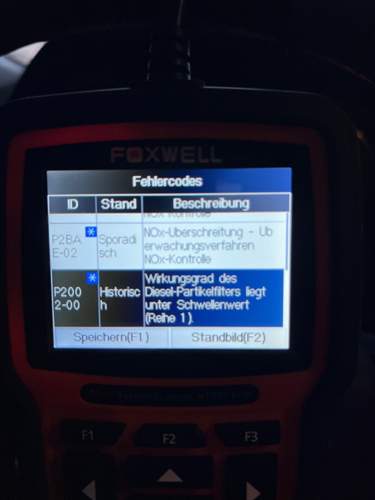 FOXWELL
Fehlercodes
ID Stand Beschreibung
NOx-Kontrolle
P2BA Sporadi NOx-Überschreitung - Üb
E-02 sch erwachungsverfahren
NOx-Kontrolle
Wirkungsgrad des
P200 Historisc Diesel-Partikelfilters liegt
2-00 h unter Schwellenwert
(Reihe 1).
Speichern(F1) Standbild(F2)
F1 F2 F3